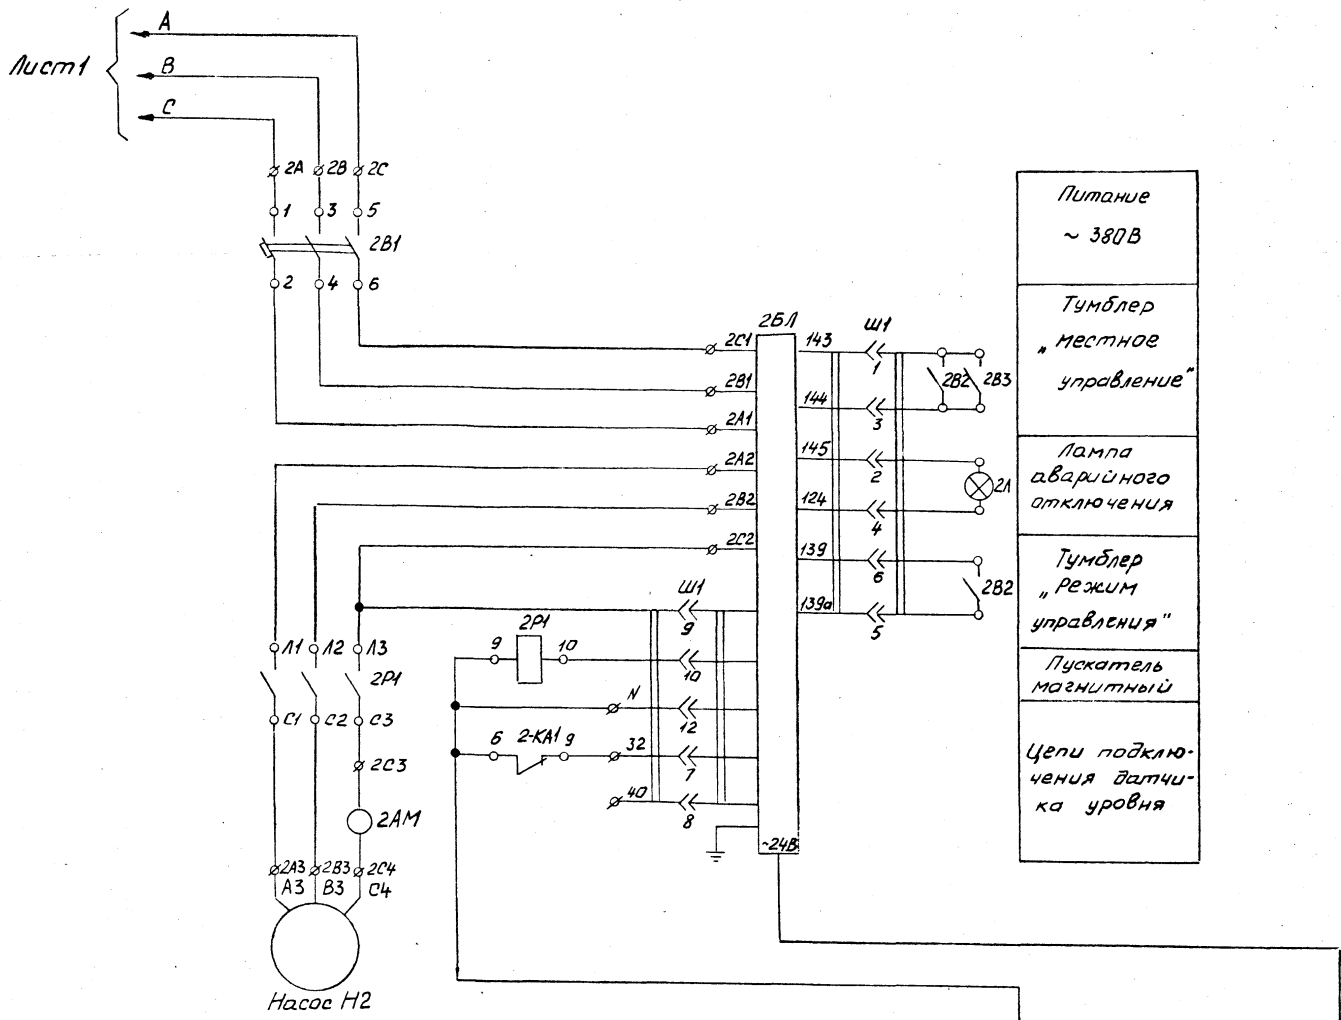 Лист1
А
В
С
2А 2В 2С
1 3 5
2В1
2 4 6
2БЛ
2С1
2В1
2А1
2А2
2В2
2С2
143
144
145
124
139
139а
Ш1
1
3
2
4
6
5
2В2 2В3
2Л
2В2
Ш1
9
10
12
7
8
9 2Р1 10
N
6 2-КА1 9
32
40
~24В
Л1 Л2 Л3
2Р1
С1 С2 С3
2С3
2АМ
2А3 2В3 2С4
А3 В3 С4
Насос Н2
Питание
~ 380В
Тумблер
„местное
управление"
Лампа
аварийного
отключения
Тумблер
„Режим
управления"
Пускатель
магнитный
Цепи подклю-
чения датчи-
ка уровня